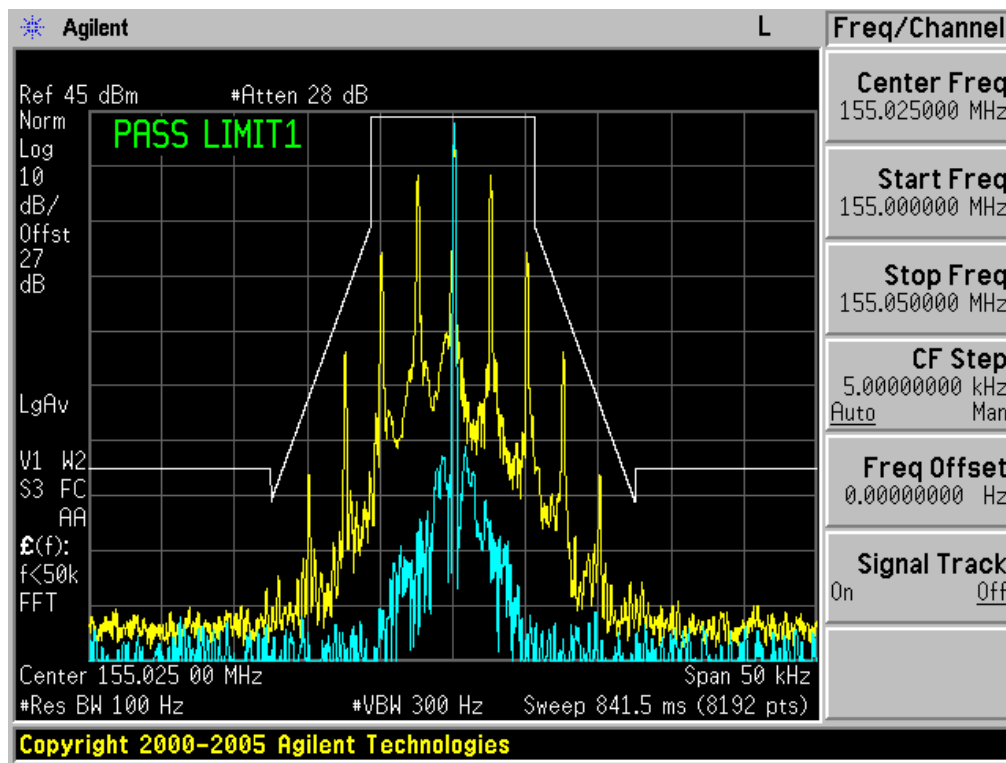 Agilent
L
Freq/Channel
Ref 45 dBm #Atten 28 dB
Norm
Log
10
dB/
Offst
27
dB
PASS LIMIT1
LgAv
V1 W2
S3 FC
AA
£(f):
f<50k
FFT
Center 155.025 00 MHz Span 50 kHz
#Res BW 100 Hz #VBW 300 Hz Sweep 841.5 ms (8192 pts)
Copyright 2000-2005 Agilent Technologies
Center Freq
155.025000 MHz
Start Freq
155.000000 MHz
Stop Freq
155.050000 MHz
CF Step
5.00000000 kHz
Auto Man
Freq Offset
0.00000000 Hz
Signal Track
On Off